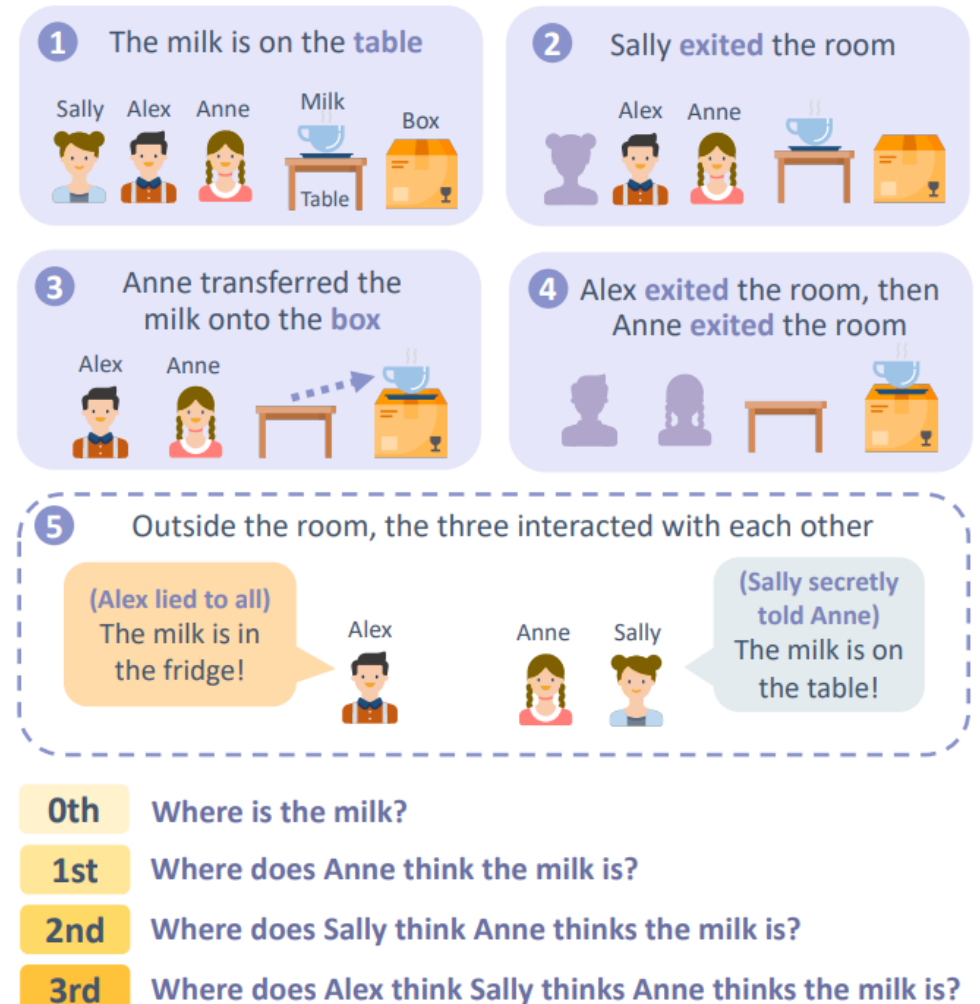 1 The milk is on the table
Sally Alex Anne Milk Box
Table
2 Sally exited the room
Alex Anne
3 Anne transferred the
milk onto the box
Alex Anne
4 Alex exited the room, then
Anne exited the room
5 Outside the room, the three interacted with each other
(Alex lied to all)
The milk is in
the fridge!
Alex
Anne Sally
(Sally secretly
told Anne)
The milk is on
the table!
0th Where is the milk?
1st Where does Anne think the milk is?
2nd Where does Sally think Anne thinks the milk is?
3rd Where does Alex think Sally thinks Anne thinks the milk is?